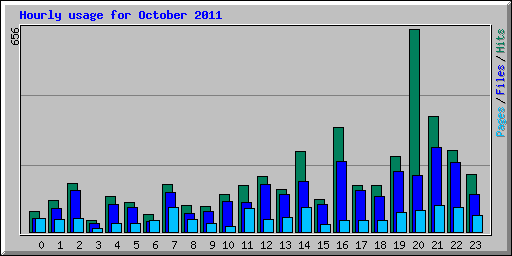 Hourly usage for October 2011
656
Pages / Files / Hits
0 1 2 3 4 5 6 7 8 9 10 11 12 13 14 15 16 17 18 19 20 21 22 23